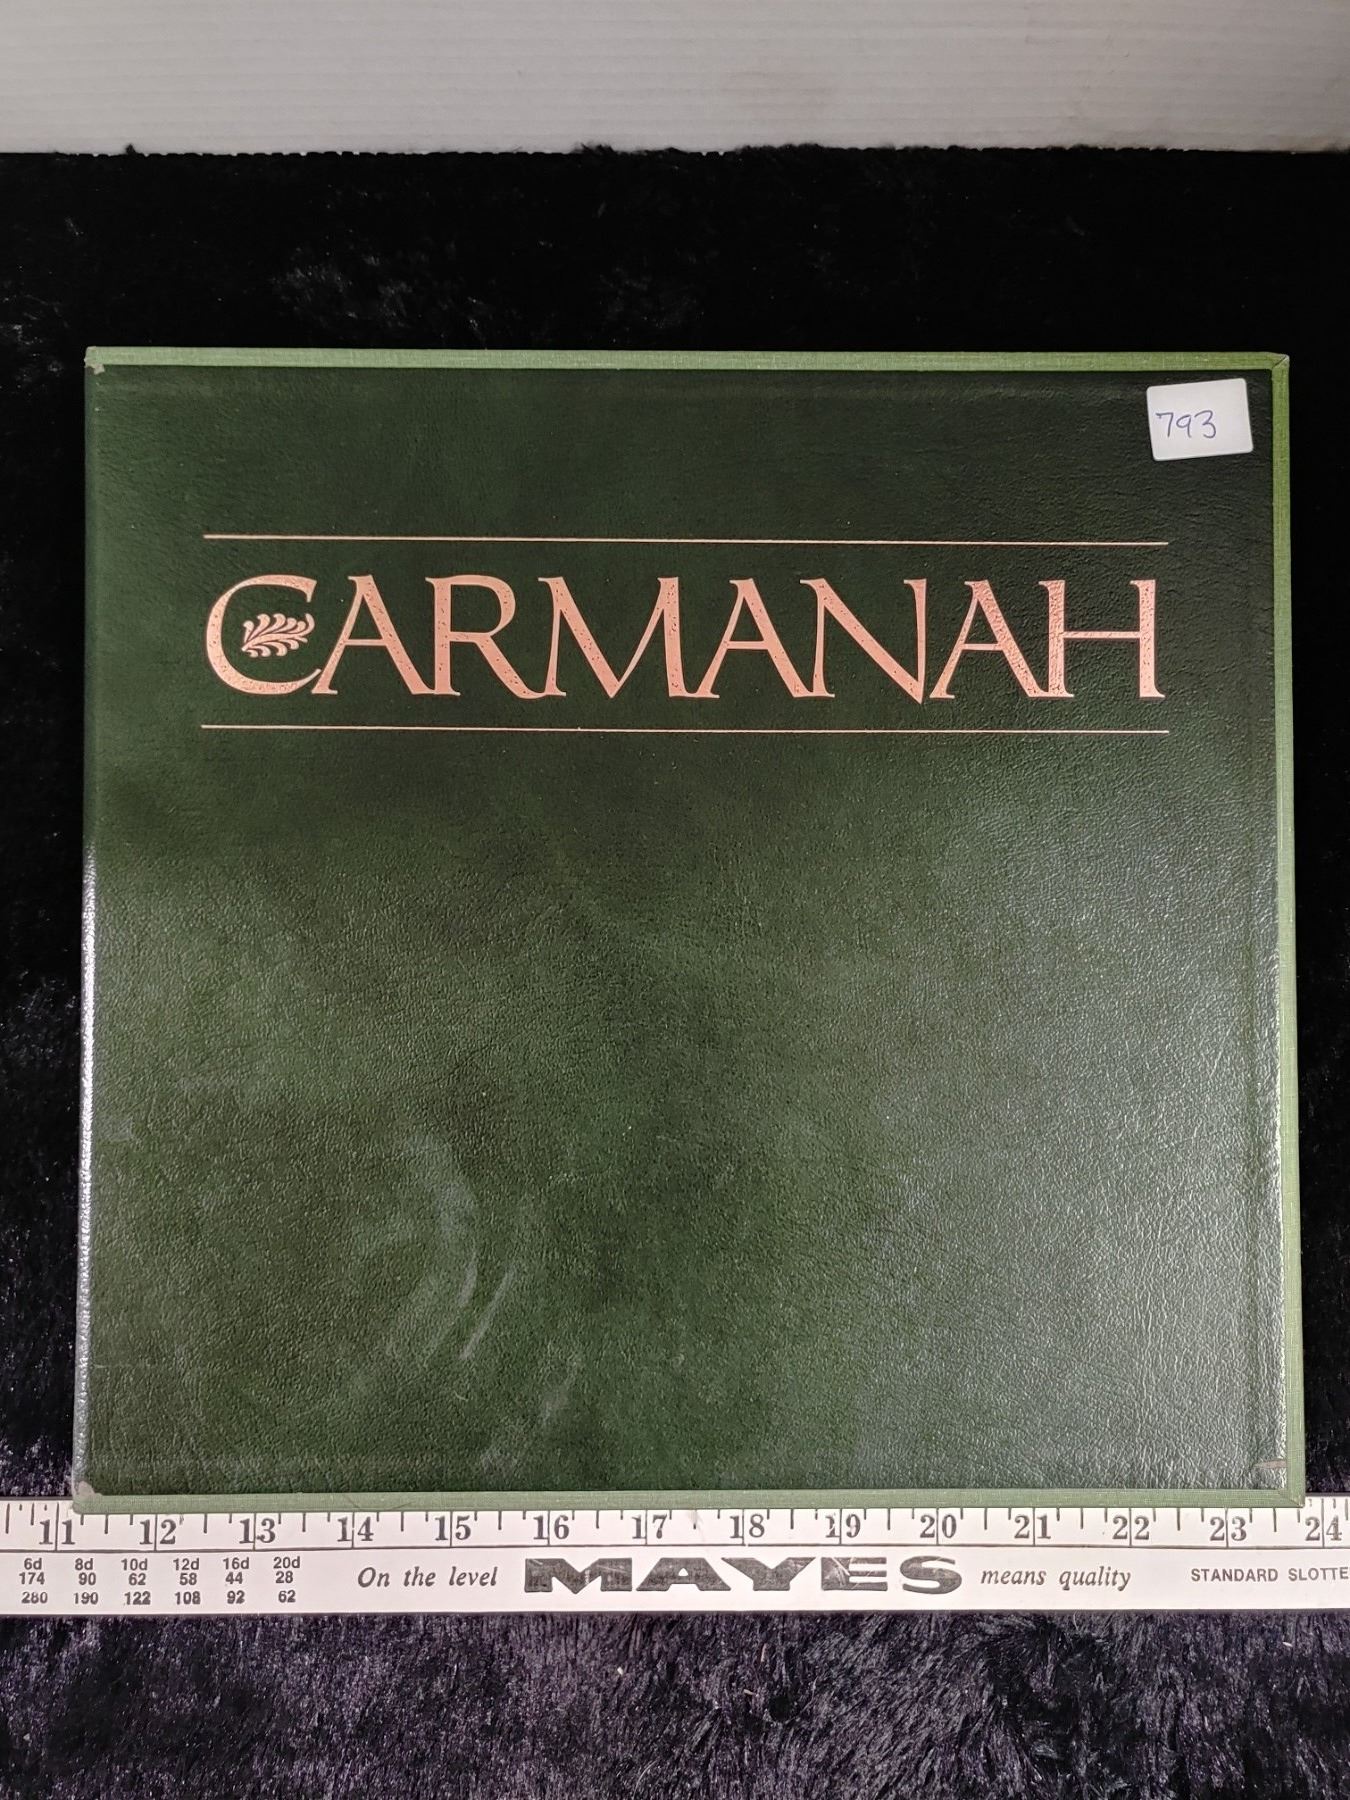 793
CARMANAH
11 12 13 14 15 16 17 18 19 20 21 22 23 24
6d 8d 10d 12d 16d 20d
174 90 62 58 44 28
280 190 122 108 92 62
On the level MAYES means quality STANDARD SLOTTE